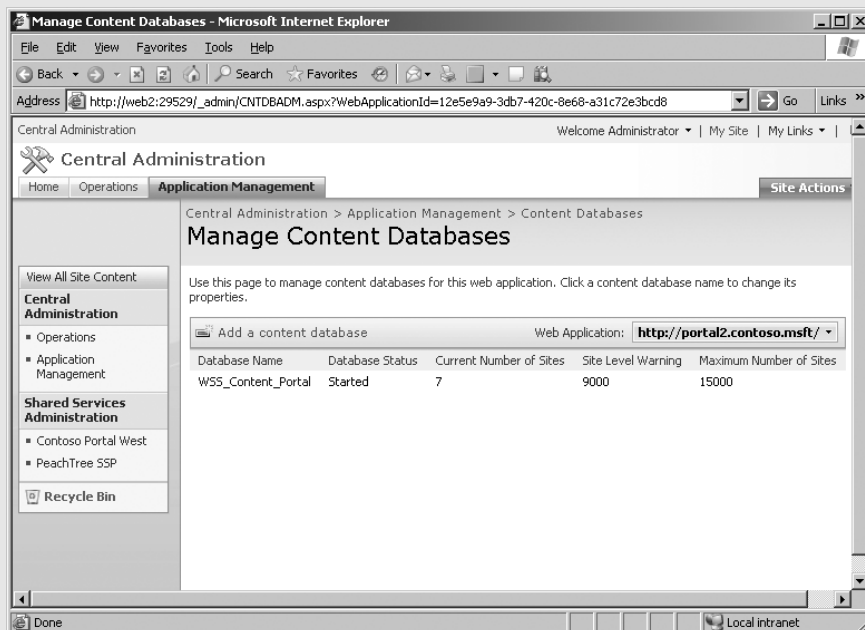 Manage Content Databases - Microsoft Internet Explorer
File Edit View Favorites Tools Help
Back Search Favorites
Address http://web2:29529/_admin/CNTDBADM.aspx?WebApplicationId=12e5e9a9-3db7-420c-8e68-a31c72e3bcd8 Go Links »
Central Administration Welcome Administrator | My Site | My Links |
Central Administration
Home Operations Application Management Site Actions
Central Administration > Application Management > Content Databases
Manage Content Databases
View All Site Content
Central Administration
Operations
Application Management
Shared Services Administration
Contoso Portal West
PeachTree SSP
Recycle Bin
Use this page to manage content databases for this web application. Click a content database name to change its
properties.
Add a content database Web Application: http://portal2.contoso.msft/
Database Name Database Status Current Number of Sites Site Level Warning Maximum Number of Sites
WSS_Content_Portal Started 7 9000 15000
Done Local intranet